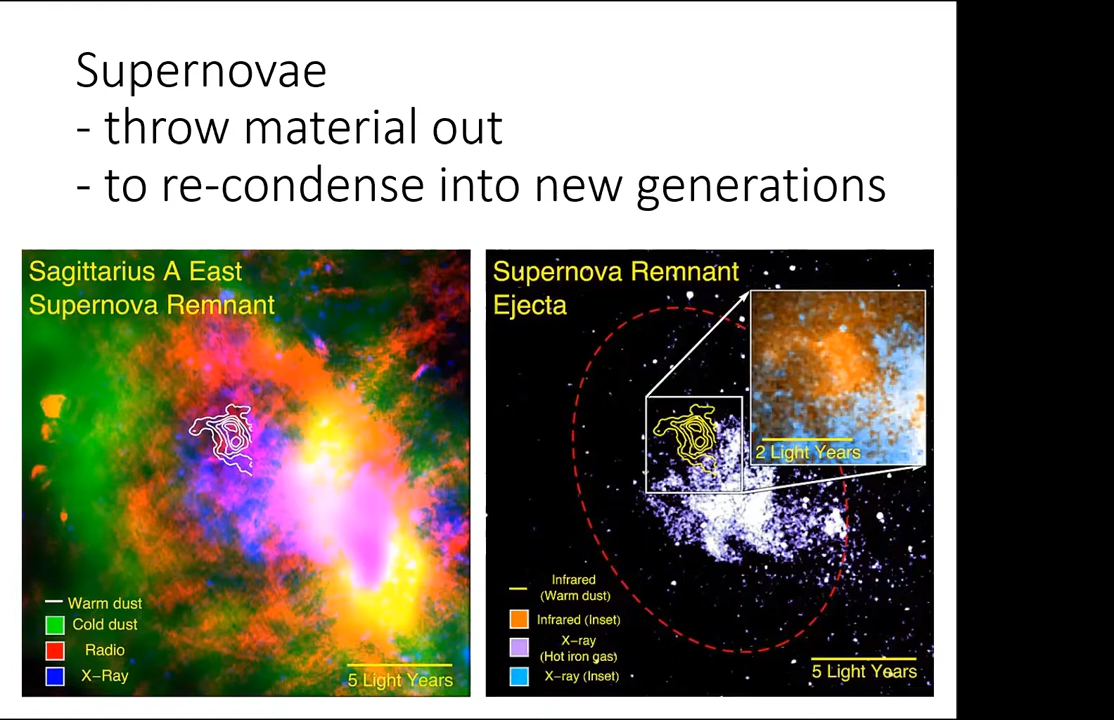 Supernovae
- throw material out
- to re-condense into new generations
Sagittarius A East
Supernova Remnant
Warm dust
Cold dust
Radio
X-Ray
5 Light Years
Supernova Remnant
Ejecta
2 Light Years
Infrared
(Warm dust)
Infrared (Inset)
X-ray
(Hot iron gas)
X-ray (Inset)
5 Light Years